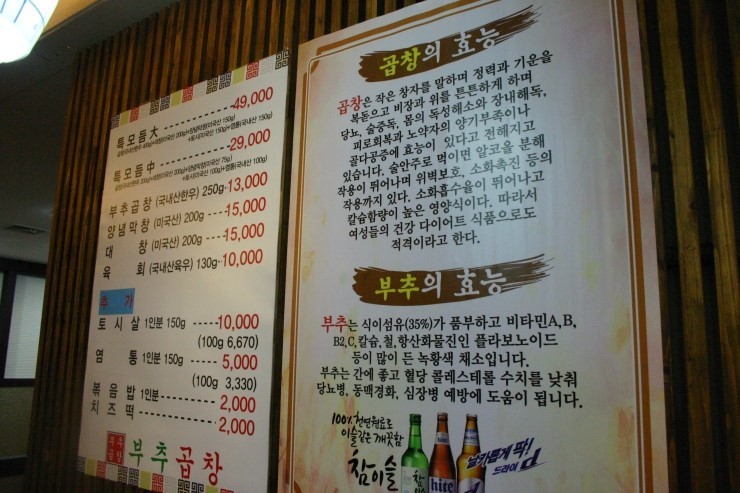 특모듬大 -----49,000
특모듬中 -----29,000
부추곱창 (국내산한우) 250g-13,000
양념막창 (미국산) 200g ----15,000
대창 (미국산) 200g ----15,000
육회 (국내산육우) 130g-10,000
추가
토시살 1인분 150g -----10,000
(100g 6,670)
염통 1인분 150g -----5,000
(100g 3,330)
볶음밥 1인분-----2,000
치즈떡 -----2,000
부추곱창 부추곱창
곱창의 효능
곱창은 작은 창자를 말하며 정력과 기운을
복돋으고 비장과 위를 튼튼하게 하며
당뇨, 술중독, 몸의 독성해소와 장내해독,
피로회복과 노약자의 양기부족이나
골다공증에 효능이 있다고 전해지고
있습니다. 술안주로 먹이면 알코올 분해
작용이 뛰어나며 위벽보호, 소화촉진 등의
작용까지 있다. 소화흡수율이 뛰어나고
칼슘함량이 높은 영양식이다. 따라서
여성들의 건강 다이어트 식품으로도
적격이라고 한다.
부추의 효능
부추는 식이섬유(35%)가 풍부하고 비타민A,B,
B2,C,칼슘,철,항산화물질인 플라보노이드
등이 많이 든 녹황색 채소입니다.
부추는 간에 좋고 혈당 콜레스테롤 수치를 낮춰
당뇨병, 동맥경화, 심장병 예방에 도움이 됩니다.
100% 천연원료로
이슬같은 깨끗함
참이슬
hite
날카롭게 딱!
드라이 d